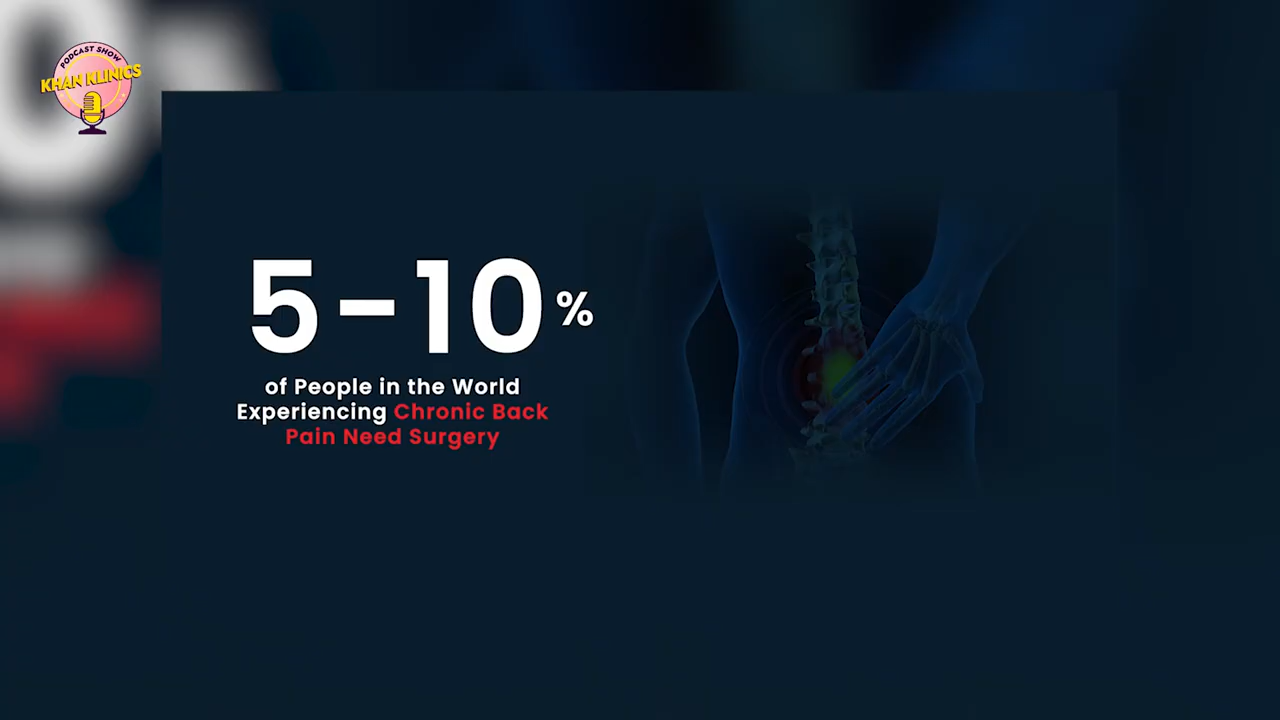 PODCAST SHOW
KHAN KLINICS
5-10%
of People in the World
Experiencing Chronic Back
Pain Need Surgery